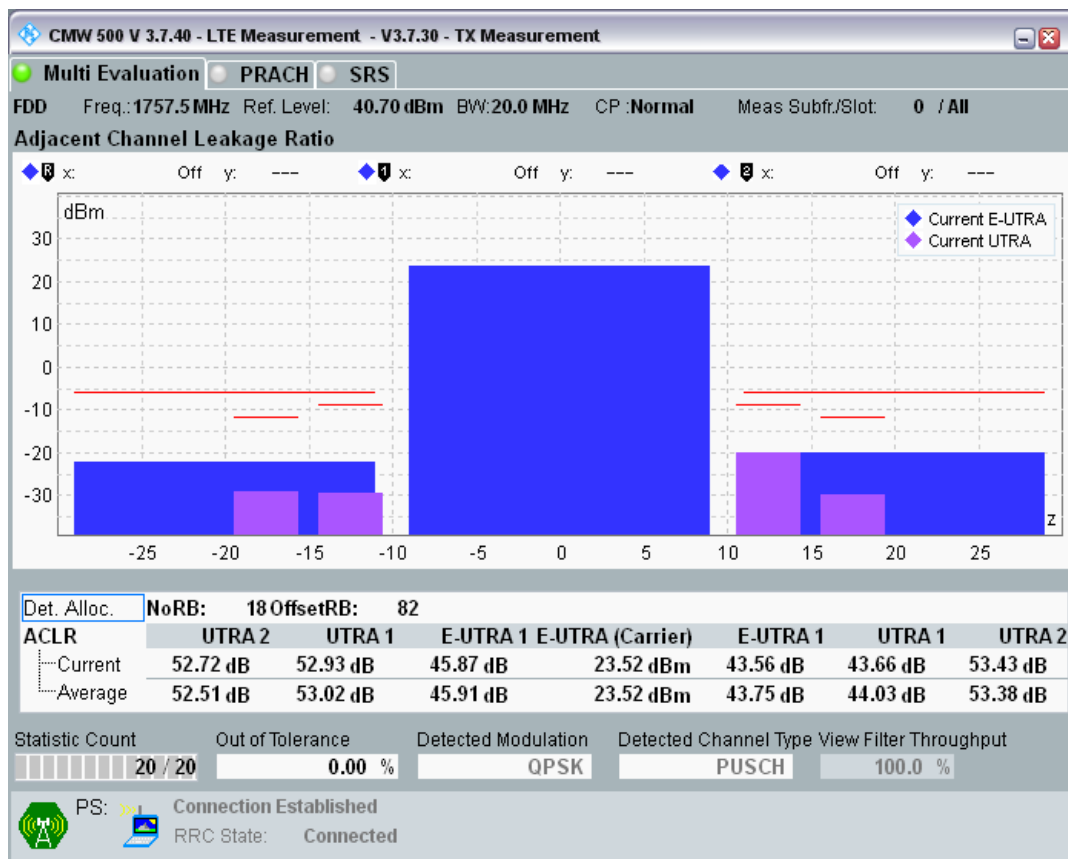 CMW 500 V 3.7.40 - LTE Measurement - V3.7.30 - TX Measurement
Multi Evaluation PRACH SRS
FDD Freq.:1757.5 MHz Ref. Level: 40.70 dBm BW:20.0 MHz CP :Normal Meas Subfr./Slot: 0 / All
Adjacent Channel Leakage Ratio
R x: Off y: --- 1 x: Off y: --- 2 x: Off y: ---
dBm
Current E-UTRA
Current UTRA
30
20
10
0
-10
-20
-30
z
-25 -20 -15 -10 -5 0 5 10 15 20 25
Det. Alloc. NoRB: 18 OffsetRB: 82
ACLR UTRA 2 UTRA 1 E-UTRA 1 E-UTRA (Carrier) E-UTRA 1 UTRA 1 UTRA 2
Current 52.72 dB 52.93 dB 45.87 dB 23.52 dBm 43.56 dB 43.66 dB 53.43 dB
Average 52.51 dB 53.02 dB 45.91 dB 23.52 dBm 43.75 dB 44.03 dB 53.38 dB
Statistic Count Out of Tolerance Detected Modulation Detected Channel Type View Filter Throughput
20 / 20 0.00 % QPSK PUSCH 100.0 %
PS: Connection Established
RRC State: Connected